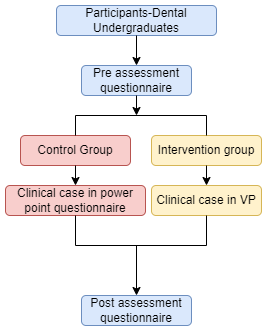 Participants-Dental
Undergraduates
Pre assessment
questionnaire
Control Group
Intervention group
Clinical case in power
point questionnaire
Clinical case in VP
Post assessment
questionnaire